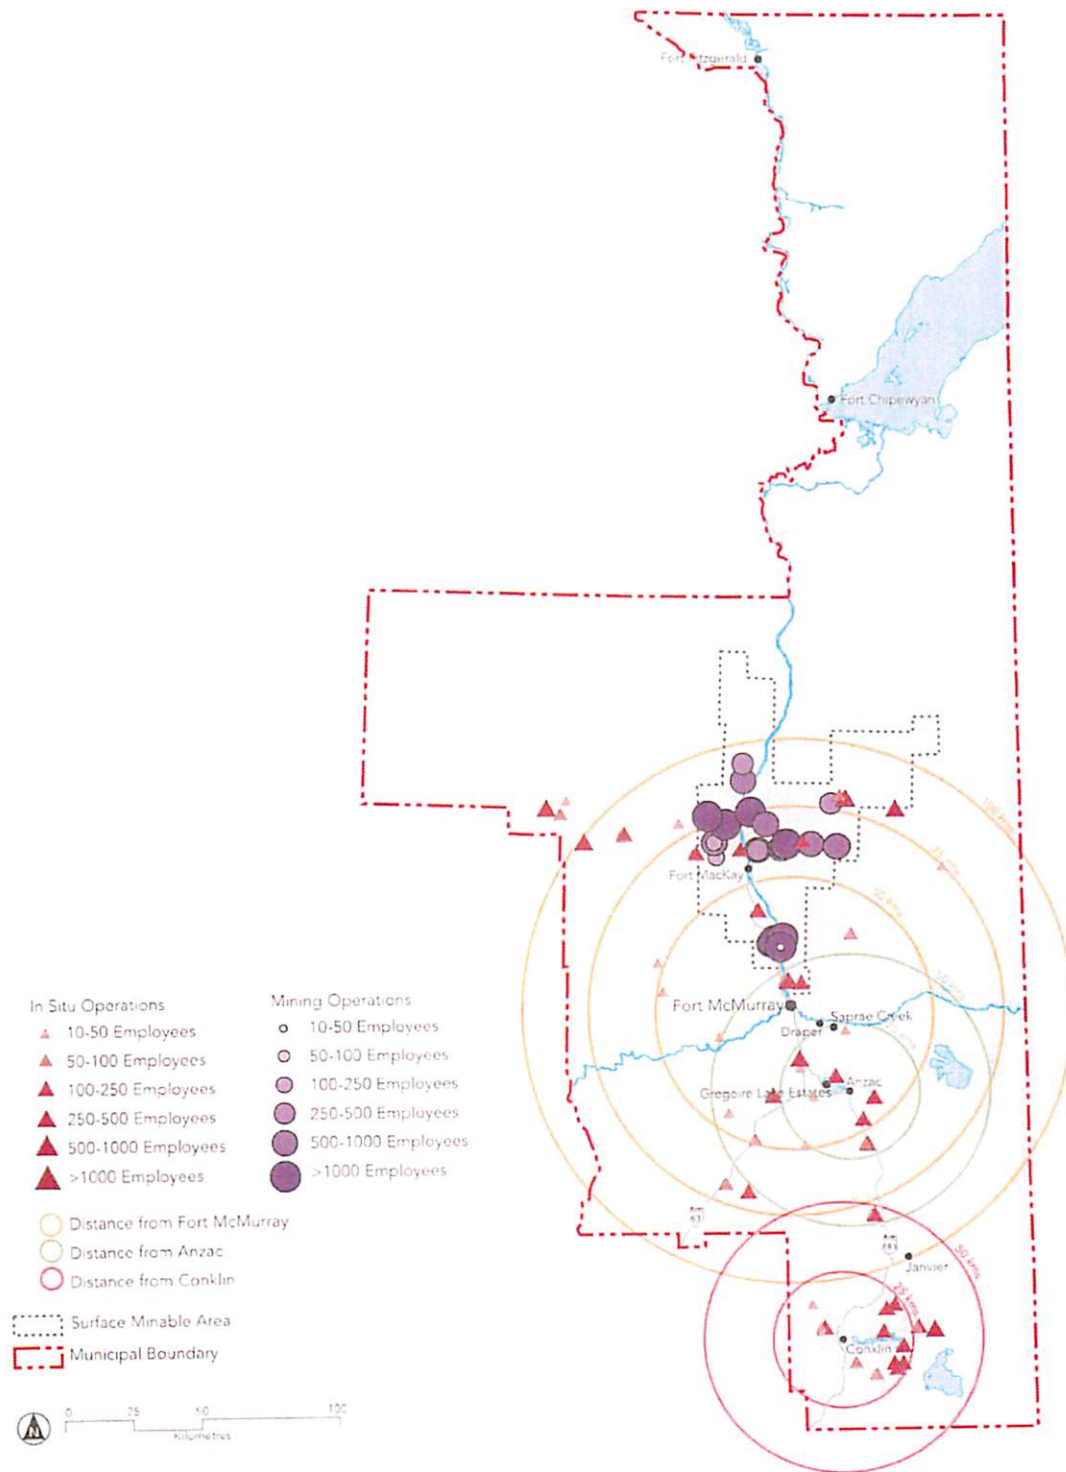 Fort Fitzgerald
Fort Chipewyan
100 kms
75 kms
50 kms
Fort MacKay
50 kms
Fort McMurray
Saprae Creek
Draper
Anzac
Gregoire Lake Estates
63
881
Janvier
50 kms
25 kms
Conklin
In Situ Operations
10-50 Employees
50-100 Employees
100-250 Employees
250-500 Employees
500-1000 Employees
>1000 Employees
Mining Operations
10-50 Employees
50-100 Employees
100-250 Employees
250-500 Employees
500-1000 Employees
>1000 Employees
Distance from Fort McMurray
Distance from Anzac
Distance from Conklin
Surface Minable Area
Municipal Boundary
N
0 25 50 100
Kilometres